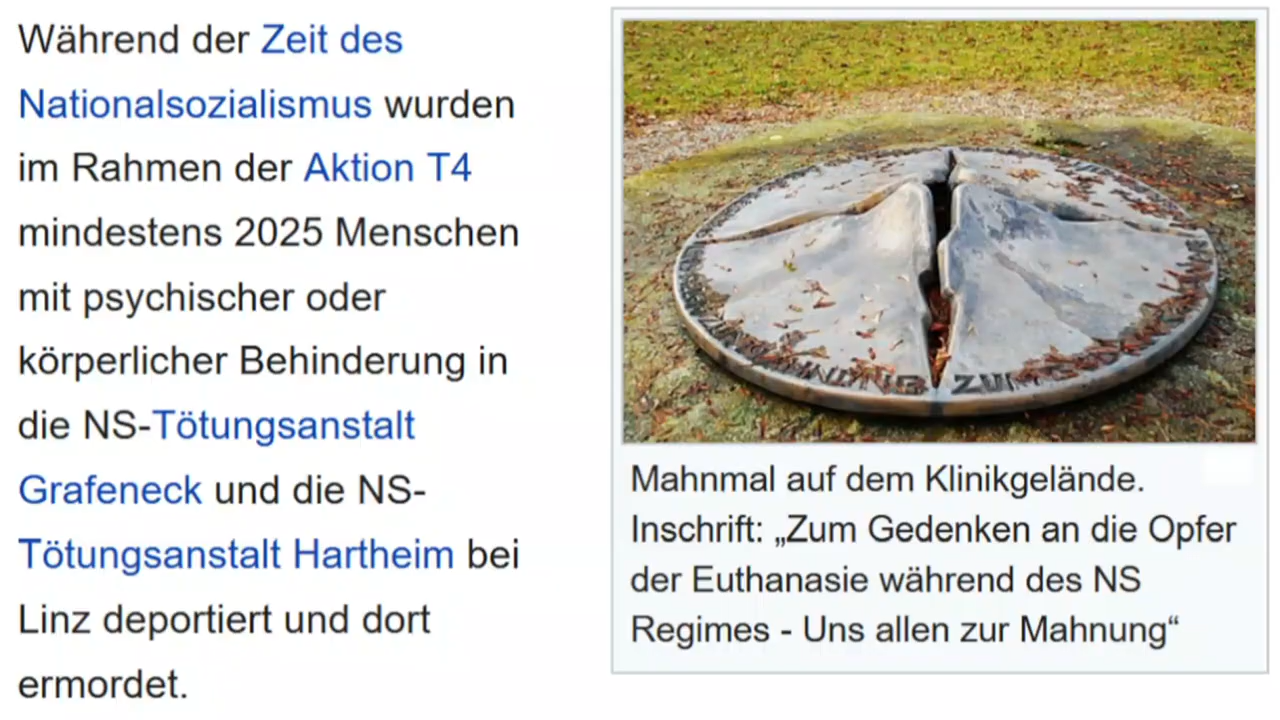 Während der Zeit des
Nationalsozialismus wurden
im Rahmen der Aktion T4
mindestens 2025 Menschen
mit psychischer oder
körperlicher Behinderung in
die NS-Tötungsanstalt
Grafeneck und die NS-
Tötungsanstalt Hartheim bei
Linz deportiert und dort
ermordet.
ZUM
Mahnmal auf dem Klinikgelände.
Inschrift: „Zum Gedenken an die Opfer
der Euthanasie während des NS
Regimes - Uns allen zur Mahnung“